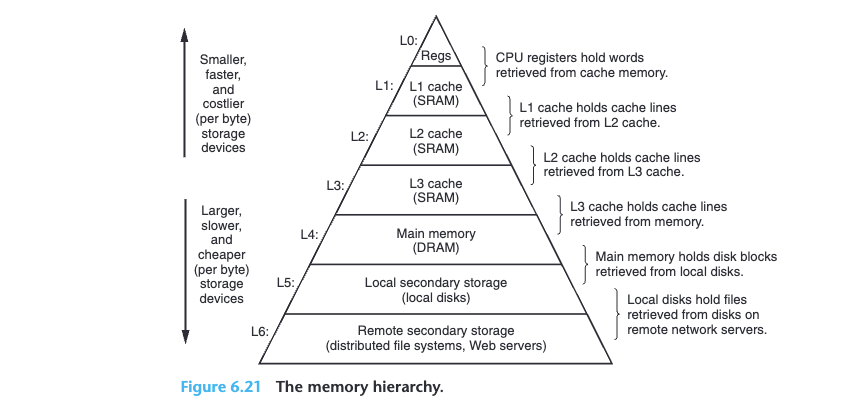 Smaller,
faster,
and
costlier
(per byte)
storage
devices
Larger,
slower,
and
cheaper
(per byte)
storage
devices
L0:
Regs
CPU registers hold words
retrieved from cache memory.
L1:
L1 cache
(SRAM)
L1 cache holds cache lines
retrieved from L2 cache.
L2:
L2 cache
(SRAM)
L2 cache holds cache lines
retrieved from L3 cache.
L3:
L3 cache
(SRAM)
L3 cache holds cache lines
retrieved from memory.
L4:
Main memory
(DRAM)
Main memory holds disk blocks
retrieved from local disks.
L5:
Local secondary storage
(local disks)
Local disks hold files
retrieved from disks on
remote network servers.
L6:
Remote secondary storage
(distributed file systems, Web servers)
Figure 6.21 The memory hierarchy.